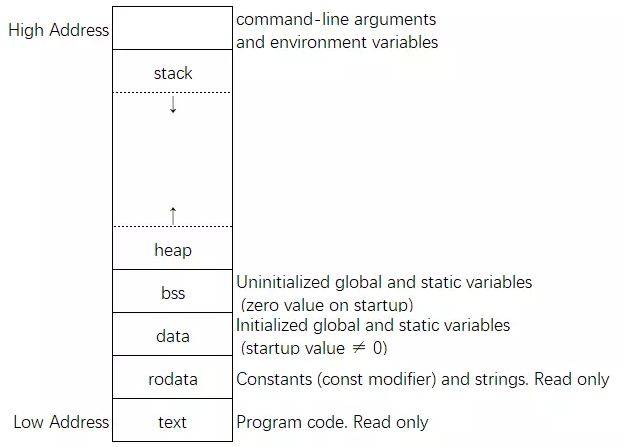 High Address
command-line arguments
and environment variables
stack
↓
↑
heap
bss
Uninitialized global and static variables
(zero value on startup)
data
Initialized global and static variables
(startup value ≠ 0)
rodata
Constants (const modifier) and strings. Read only
Low Address
text
Program code. Read only